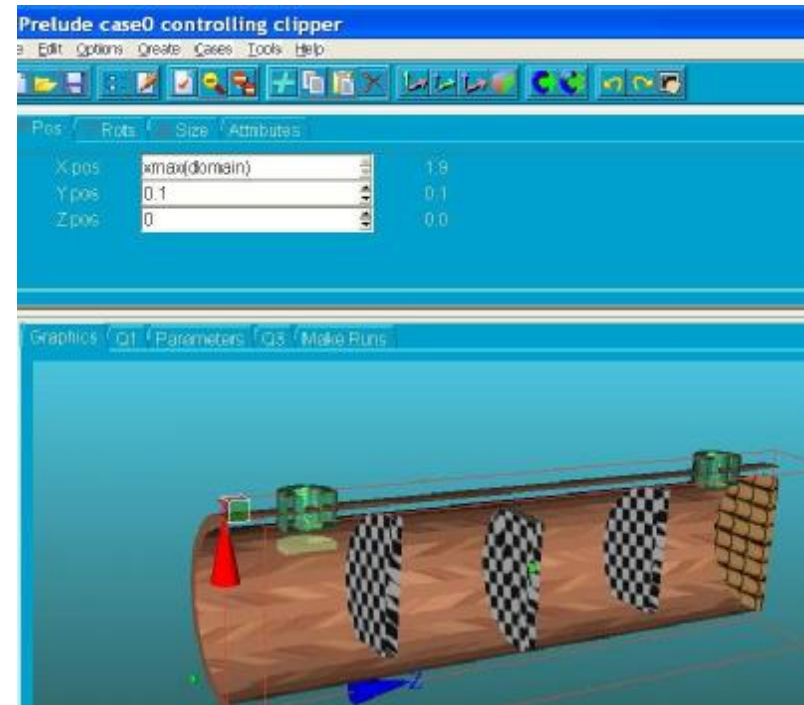 Prelude case0 controlling clipper
e Edit Options Create Cases Tools Help
Pos Rots Size Attributes
X pos xmax(domain) 1.9
Y pos 0.1 0.1
Z pos 0 0.0
Graphics Q1 Parameters Q3 Make Runs
Z